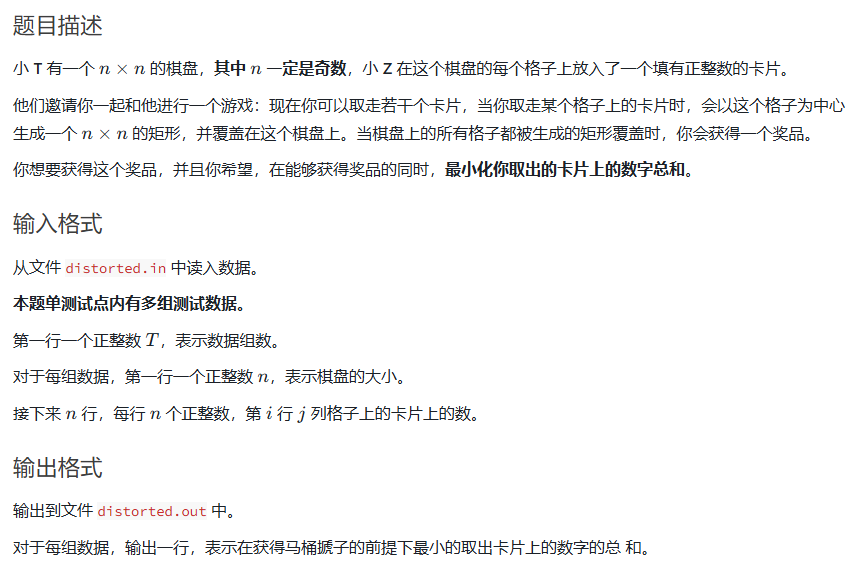 题目描述
小 T 有一个 n × n 的棋盘，其中 n 一定是奇数，小 Z 在这个棋盘的每个格子上放入了一个填有正整数的卡片。
他们邀请你一起和他进行一个游戏：现在你可以取走若干个卡片，当你取走某个格子上的卡片时，会以这个格子为中心
生成一个 n × n 的矩形，并覆盖在这个棋盘上。当棋盘上的所有格子都被生成的矩形覆盖时，你会获得一个奖品。
你想要获得这个奖品，并且你希望，在能够获得奖品的同时，最小化你取出的卡片上的数字总和。
输入格式
从文件 distorted.in 中读入数据。
本题单测试点内有多组测试数据。
第一行一个正整数 T，表示数据组数。
对于每组数据，第一行一个正整数 n，表示棋盘的大小。
接下来 n 行，每行 n 个正整数，第 i 行 j 列格子上的卡片上的数。
输出格式
输出到文件 distorted.out 中。
对于每组数据，输出一行，表示在获得马桶搋子的前提下最小的取出卡片上的数字的总 和。